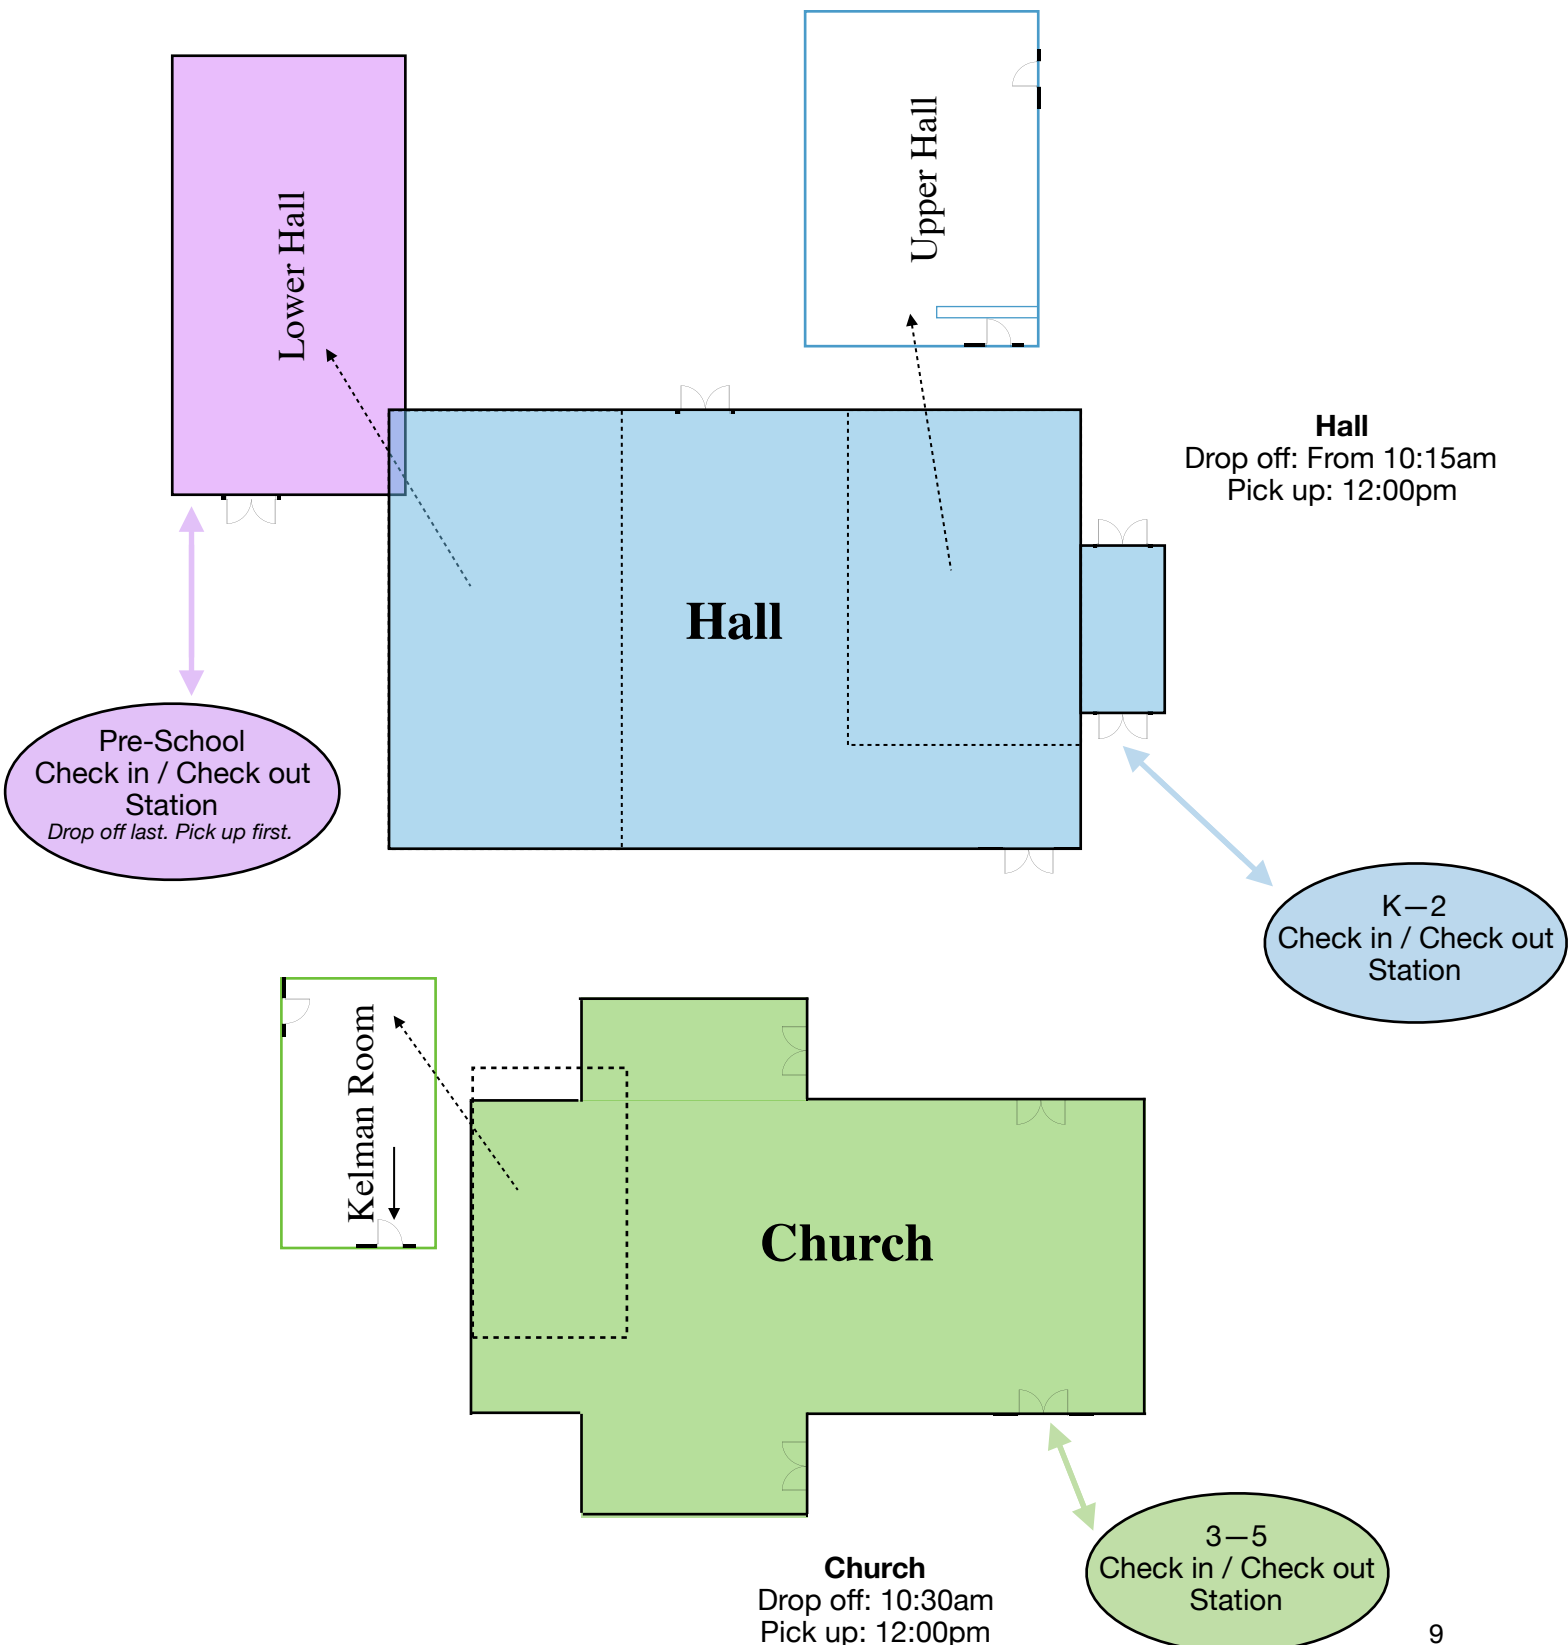 Lower Hall
Upper Hall
Hall
Drop off: From 10:15am
Pick up: 12:00pm
Hall
Pre-School
Check in / Check out
Station
Drop off last. Pick up first.
K—2
Check in / Check out
Station
Kelman Room
Church
3—5
Check in / Check out
Station
Church
Drop off: 10:30am
Pick up: 12:00pm
9